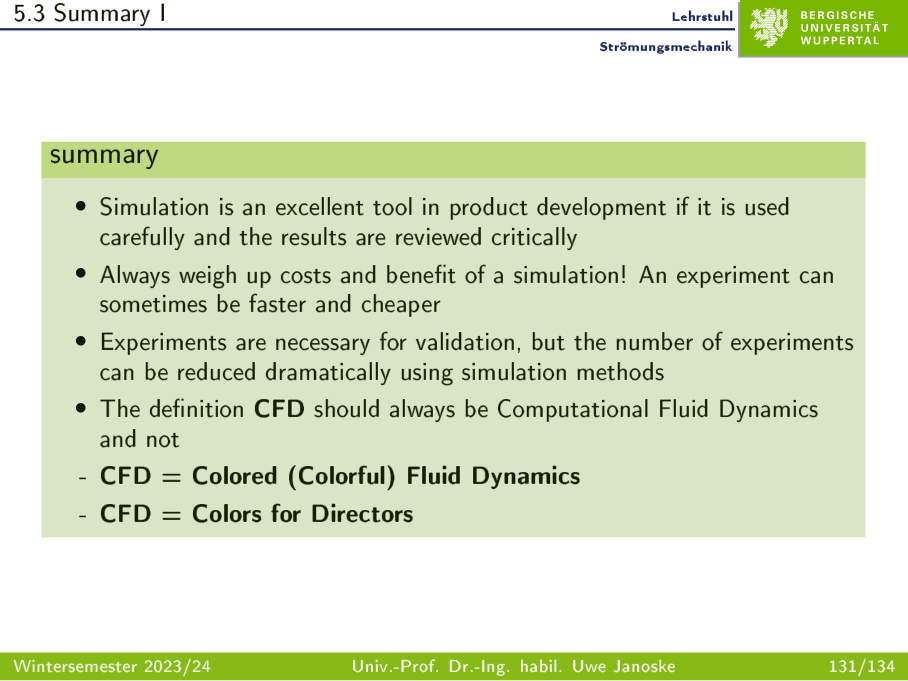 5.3 Summary I
Lehrstuhl
Strömungsmechanik
BERGISCHE
UNIVERSITÄT
WUPPERTAL
summary
• Simulation is an excellent tool in product development if it is used
carefully and the results are reviewed critically
• Always weigh up costs and benefit of a simulation! An experiment can
sometimes be faster and cheaper
• Experiments are necessary for validation, but the number of experiments
can be reduced dramatically using simulation methods
• The definition CFD should always be Computational Fluid Dynamics
and not
- CFD = Colored (Colorful) Fluid Dynamics
- CFD = Colors for Directors
Wintersemester 2023/24 Univ.-Prof. Dr.-Ing. habil. Uwe Janoske 131/134